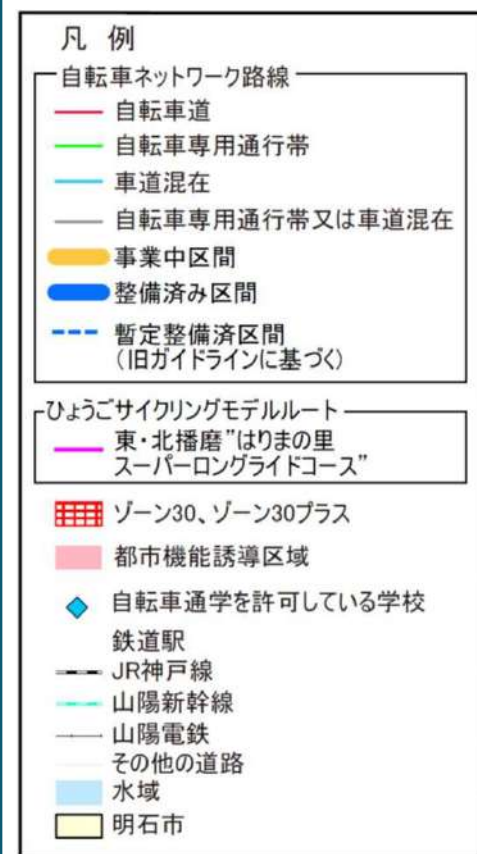 凡 例
自転車ネットワーク路線
自転車道
自転車専用通行帯
車道混在
自転車専用通行帯又は車道混在
事業中区間
整備済み区間
暫定整備済区間
(旧ガイドラインに基づく)
ひょうごサイクリングモデルルート
東・北播磨"はりまの里
スーパーロングライドコース"
ゾーン30、ゾーン30プラス
都市機能誘導区域
自転車通学を許可している学校
鉄道駅
JR神戸線
山陽新幹線
山陽電鉄
その他の道路
水域
明石市